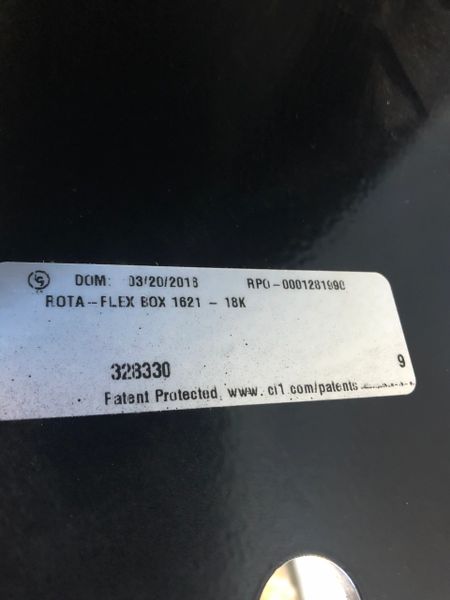 DOM: 03/20/2018 RPO-0001281990
ROTA-FLEX BOX 1621 - 18K
328330 9
Patent Protected, www.ci1.com/patents